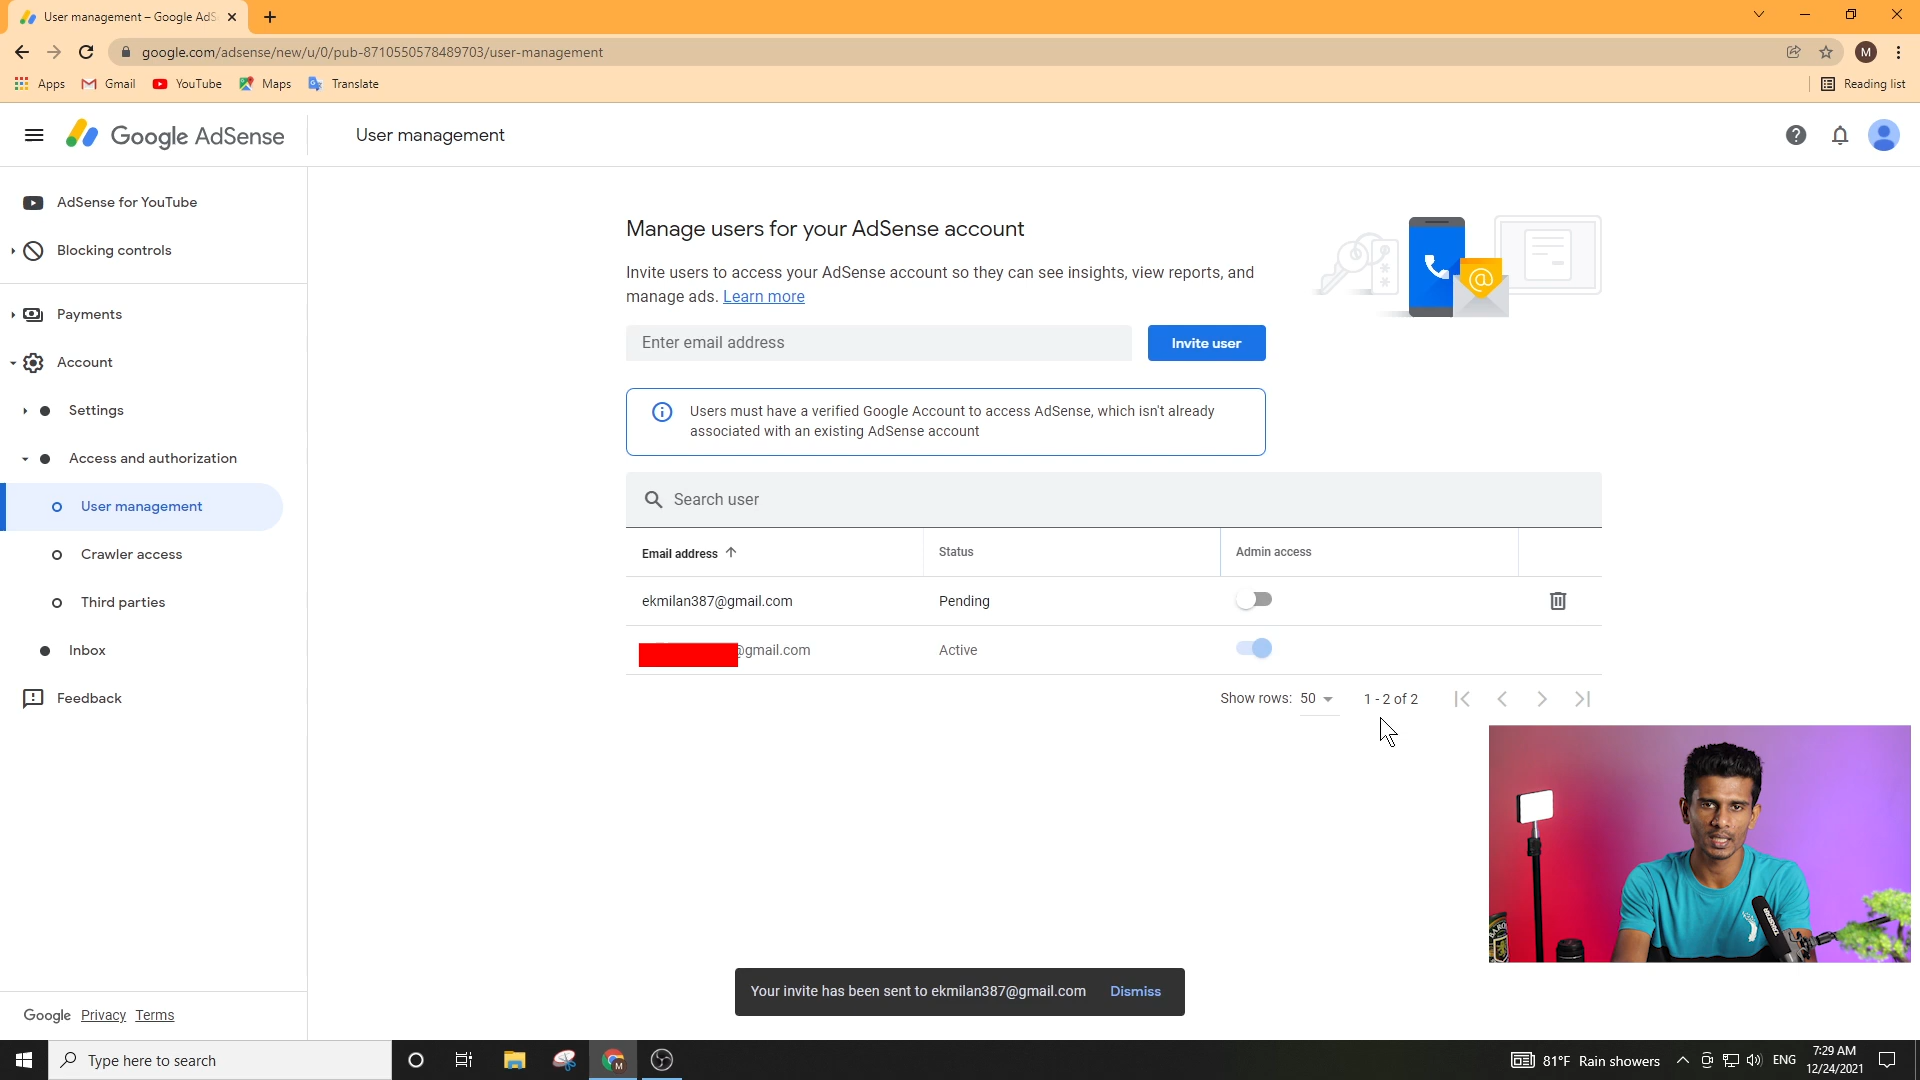 User management – Google AdS
google.com/adsense/new/u/0/pub-8710550578489703/user-management
M
Apps
Gmail
YouTube
Maps
Translate
Reading list
Google AdSense
User management
AdSense for YouTube
Blocking controls
Payments
Account
Settings
Access and authorization
User management
Crawler access
Third parties
Inbox
Feedback
Google Privacy Terms
Manage users for your AdSense account
Invite users to access your AdSense account so they can see insights, view reports, and
manage ads. Learn more
Enter email address
Invite user
Users must have a verified Google Account to access AdSense, which isn't already
associated with an existing AdSense account
Search user
Email address
Status
Admin access
ekmilan387@gmail.com
Pending
@gmail.com
Active
Show rows: 50
1 - 2 of 2
Your invite has been sent to ekmilan387@gmail.com Dismiss
Type here to search
81°F Rain showers
ENG
7:29 AM
12/24/2021